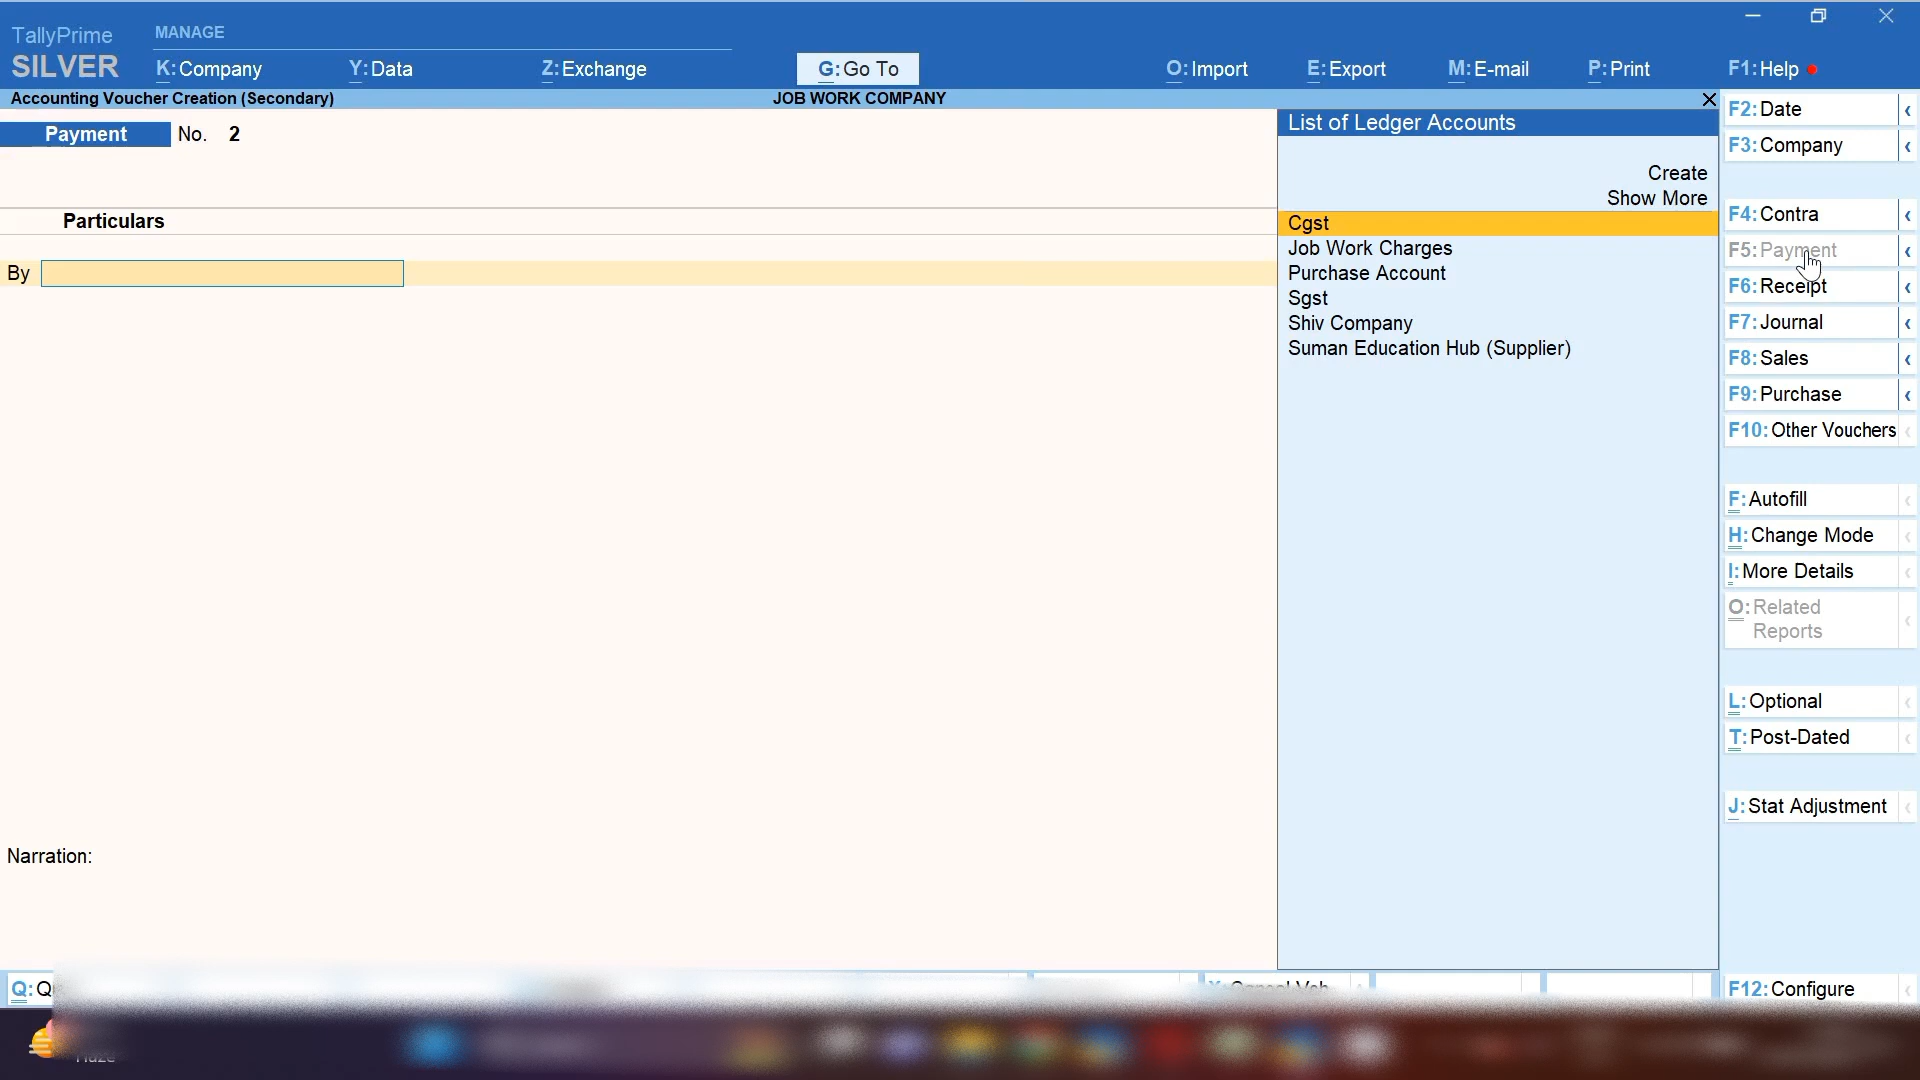 TallyPrime
SILVER
MANAGE
K:Company
Y:Data
Z:Exchange
G:Go To
O:Import
E:Export
M:E-mail
P:Print
F1:Help
Accounting Voucher Creation (Secondary)
JOB WORK COMPANY
Payment No. 2
Particulars
By
Narration:
List of Ledger Accounts
Create
Show More
Cgst
Job Work Charges
Purchase Account
Sgst
Shiv Company
Suman Education Hub (Supplier)
F2:Date
F3:Company
F4:Contra
F5:Payment
F6:Receipt
F7:Journal
F8:Sales
F9:Purchase
F10:Other Vouchers
F:Autofill
H:Change Mode
I:More Details
O:Related
Reports
L:Optional
T:Post-Dated
J:Stat Adjustment
F12:Configure
Q: